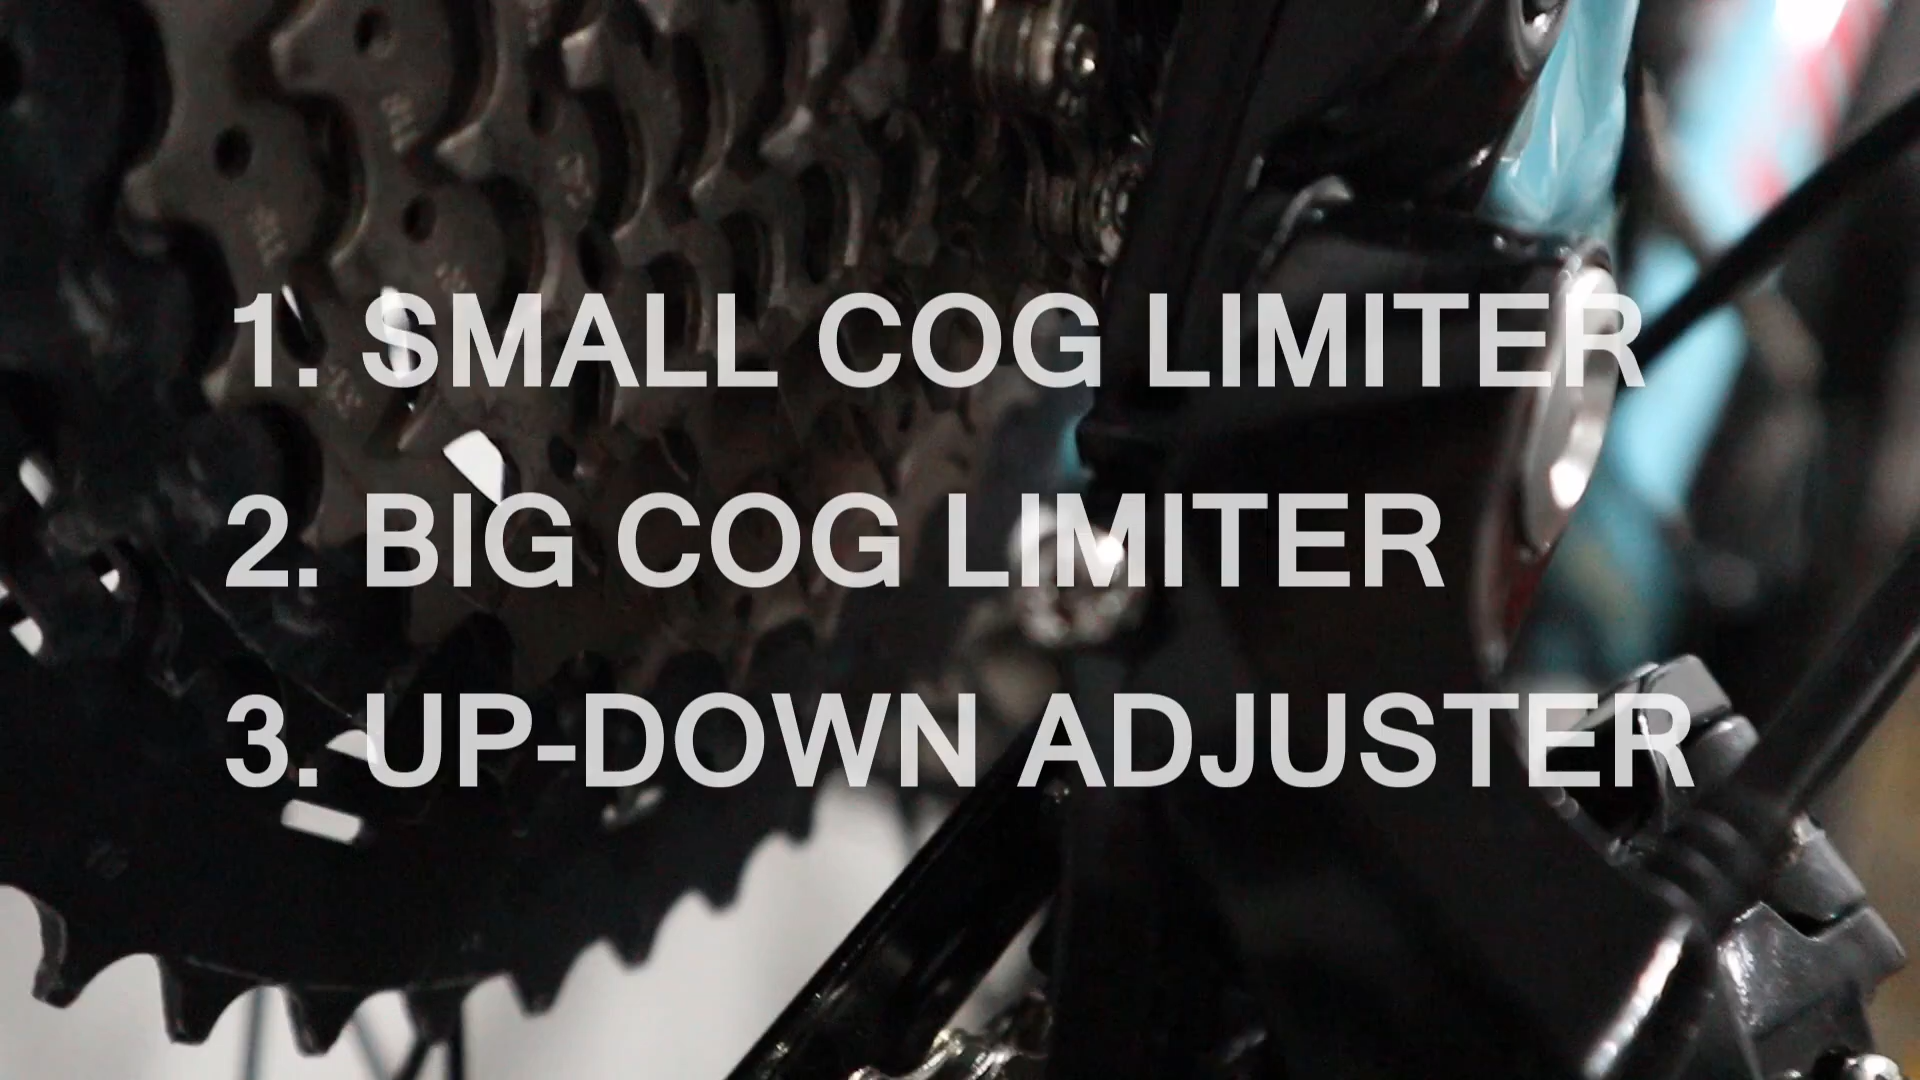 1. SMALL COG LIMITER
2. BIG COG LIMITER
3. UP-DOWN ADJUSTER